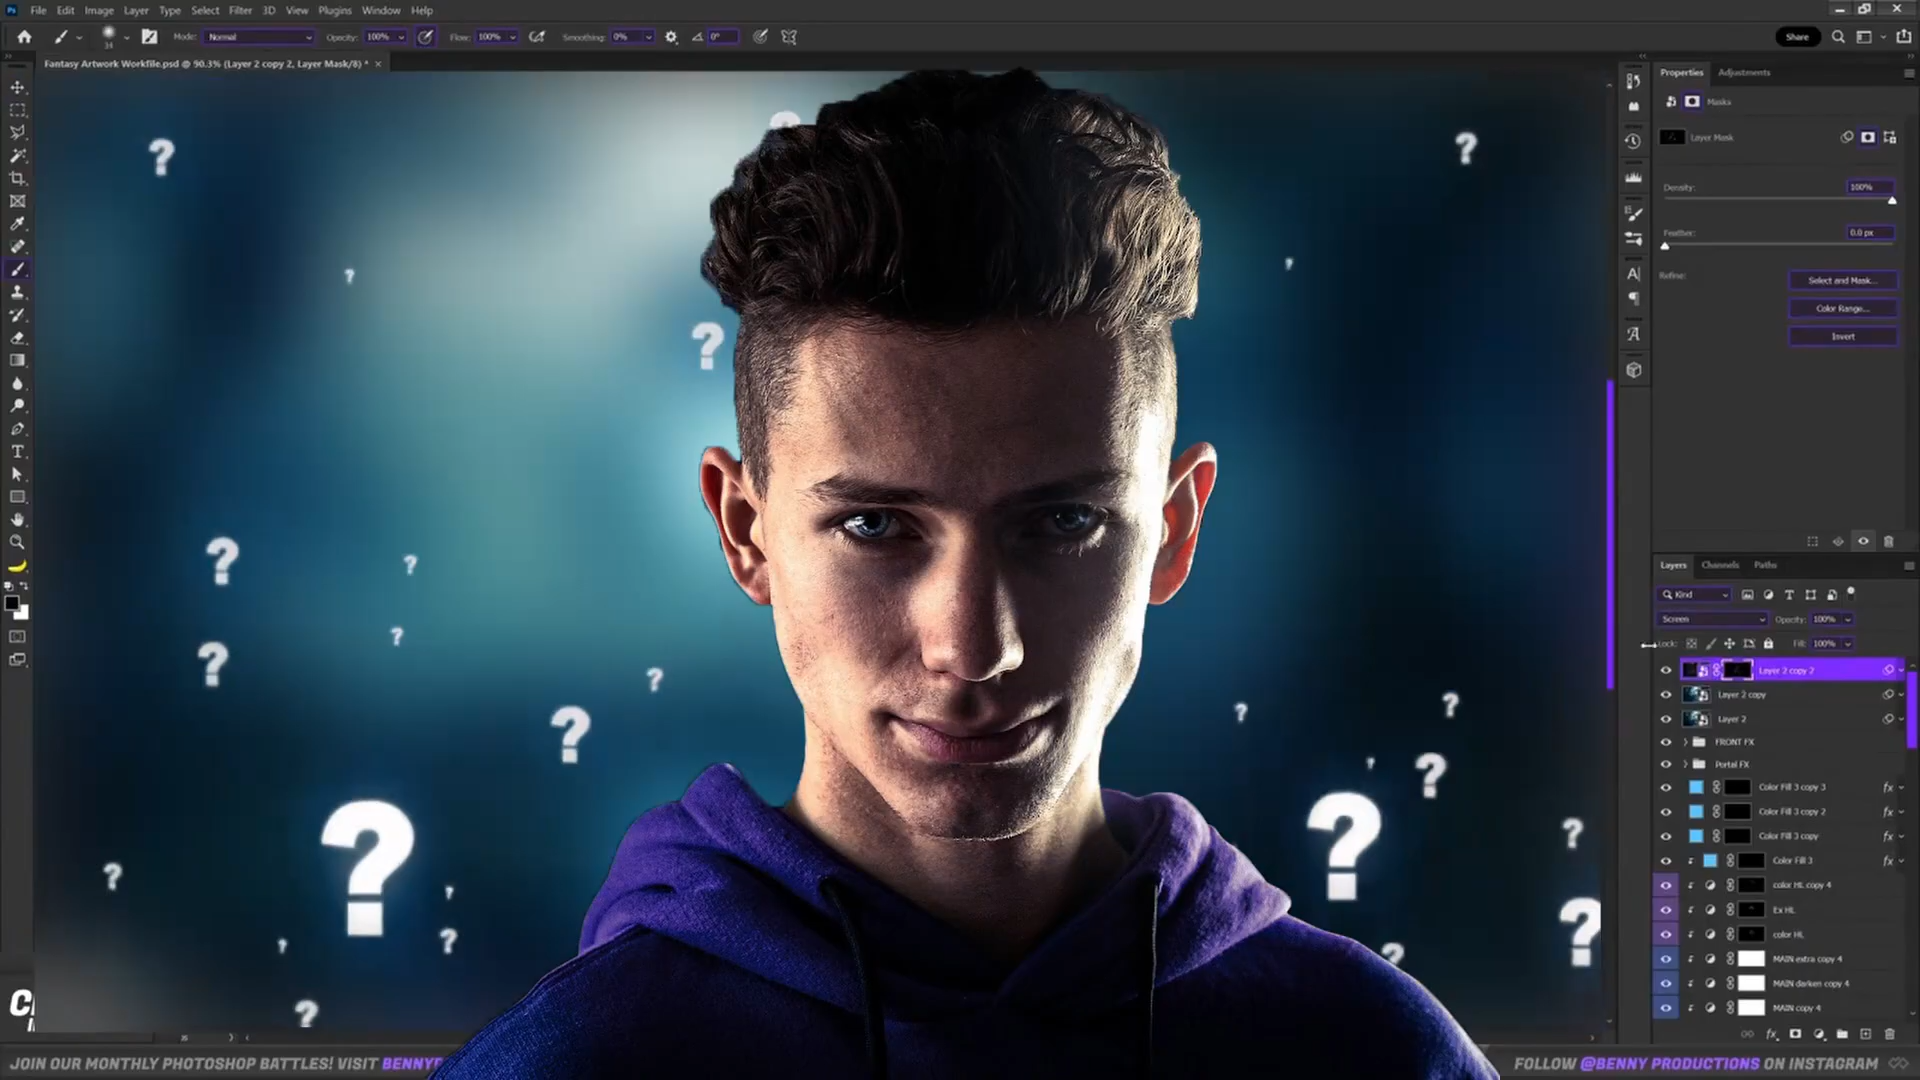 File Edit Image Layer Type Select Filter 3D View Plugins Window Help
Mode: Normal Opacity: 100% Flow: 100% Smoothing: 0% 0° Share
Fantasy Artwork Workfile.psd @ 90.3% (Layer 2 copy 2, Layer Mask/8) *
Properties Adjustments
Masks
Layer Mask
Density: 100%
Feather: 0.0 px
Refine: Select and Mask...
Color Range...
Invert
Layers Channels Paths
Kind
Screen Opacity: 100%
Lock: Fill: 100%
Layer 2 copy 2
Layer 2 copy
Layer 2
FRONT FX
Portal FX
Color Fill 3 copy 3 fx
Color Fill 3 copy 2 fx
Color Fill 3 copy fx
Color Fill 3 fx
color HL copy 4
Ex HL
color HL
MAIN extra copy 4
MAIN darken copy 4
MAIN copy 4
JOIN OUR MONTHLY PHOTOSHOP BATTLES! VISIT
FOLLOW @BENNY PRODUCTIONS ON INSTAGRAM